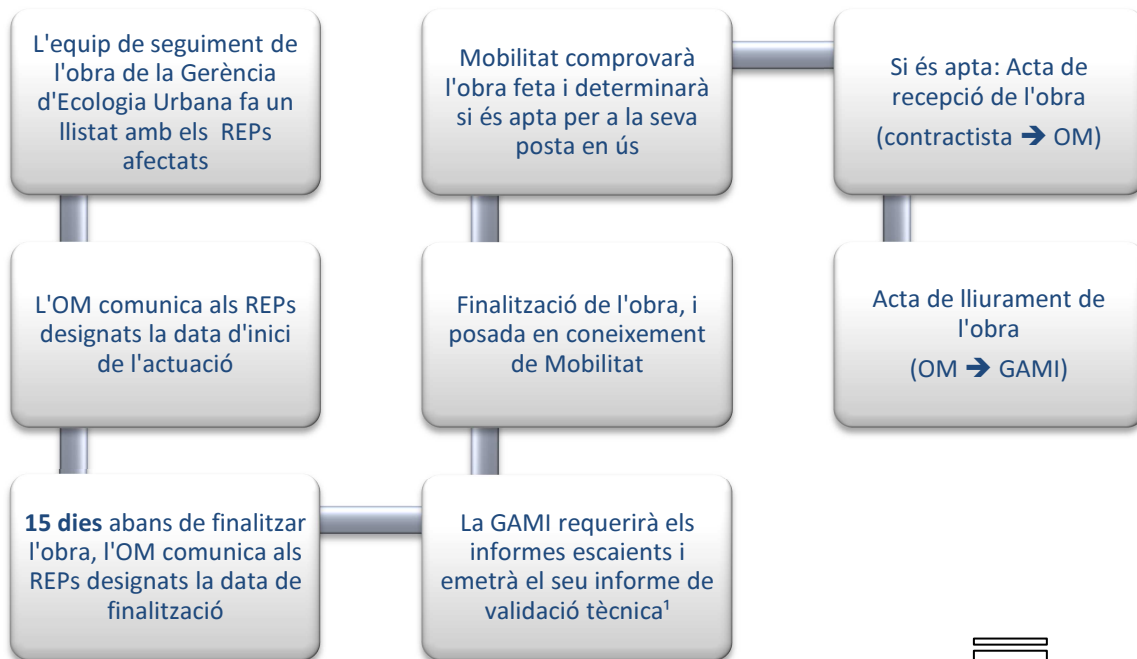 L'equip de seguiment de
l'obra de la Gerència
d'Ecologia Urbana fa un
llistat amb els REPs
afectats
L'OM comunica als REPs
designats la data d'inici
de l'actuació
15 dies abans de finalitzar
l'obra, l'OM comunica als
REPs designats la data de
finalització
La GAMI requerirà els
informes escaients i
emetrà el seu informe de
validació tècnica¹
Finalització de l'obra, i
posada en coneixement
de Mobilitat
Mobilitat comprovarà
l'obra feta i determinarà
si és apta per a la seva
posta en ús
Si és apta: Acta de
recepció de l'obra
(contractista ➔ OM)
Acta de lliurament de
l'obra
(OM ➔ GAMI)